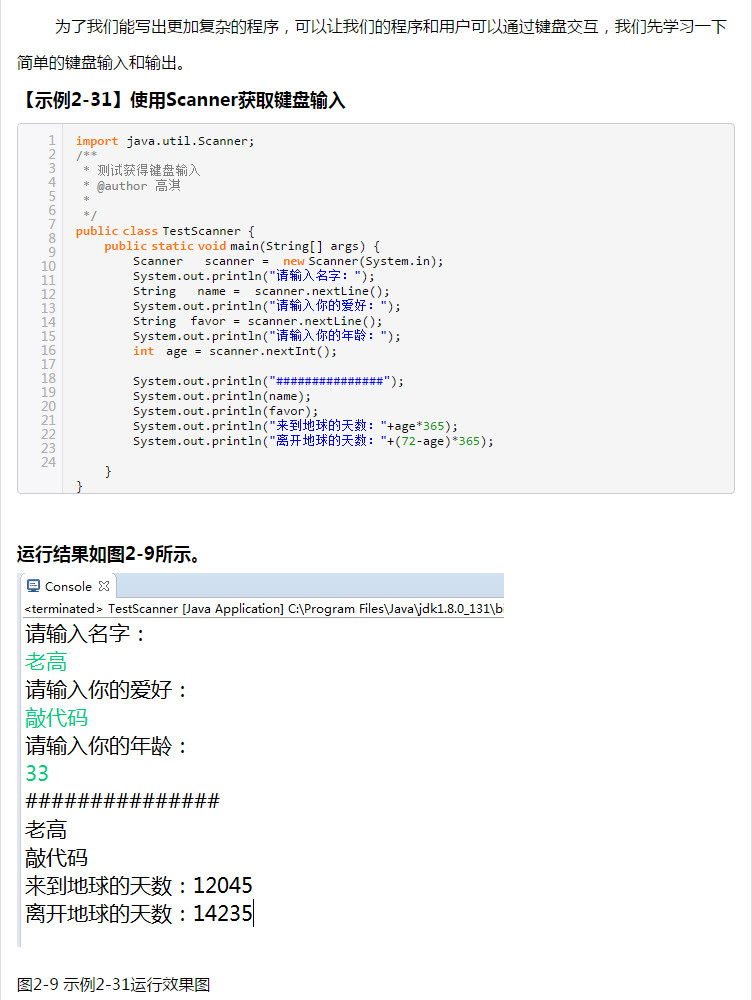 为了我们能写出更加复杂的程序，可以让我们的程序和用户可以通过键盘交互，我们先学习一下
简单的键盘输入和输出。
【示例2-31】使用Scanner获取键盘输入
1 import java.util.Scanner;
2 /**
3  * 测试获得键盘输入
4  * @author 高淇
5  *
6  */
7 public class TestScanner {
8     public static void main(String[] args) {
9         Scanner   scanner =  new Scanner(System.in);
10         System.out.println("请输入名字：");
11         String   name =  scanner.nextLine();
12         System.out.println("请输入你的爱好：");
13         String  favor = scanner.nextLine();
14         System.out.println("请输入你的年龄：");
15         int  age = scanner.nextInt();
16
17         System.out.println("###############");
18         System.out.println(name);
19         System.out.println(favor);
20         System.out.println("来到地球的天数："+age*365);
21         System.out.println("离开地球的天数："+(72-age)*365);
22
23     }
24 }
运行结果如图2-9所示。
Console
<terminated> TestScanner [Java Application] C:\Program Files\Java\jdk1.8.0_131\b
请输入名字：
老高
请输入你的爱好：
敲代码
请输入你的年龄：
33
###############
老高
敲代码
来到地球的天数：12045
离开地球的天数：14235
图2-9 示例2-31运行效果图